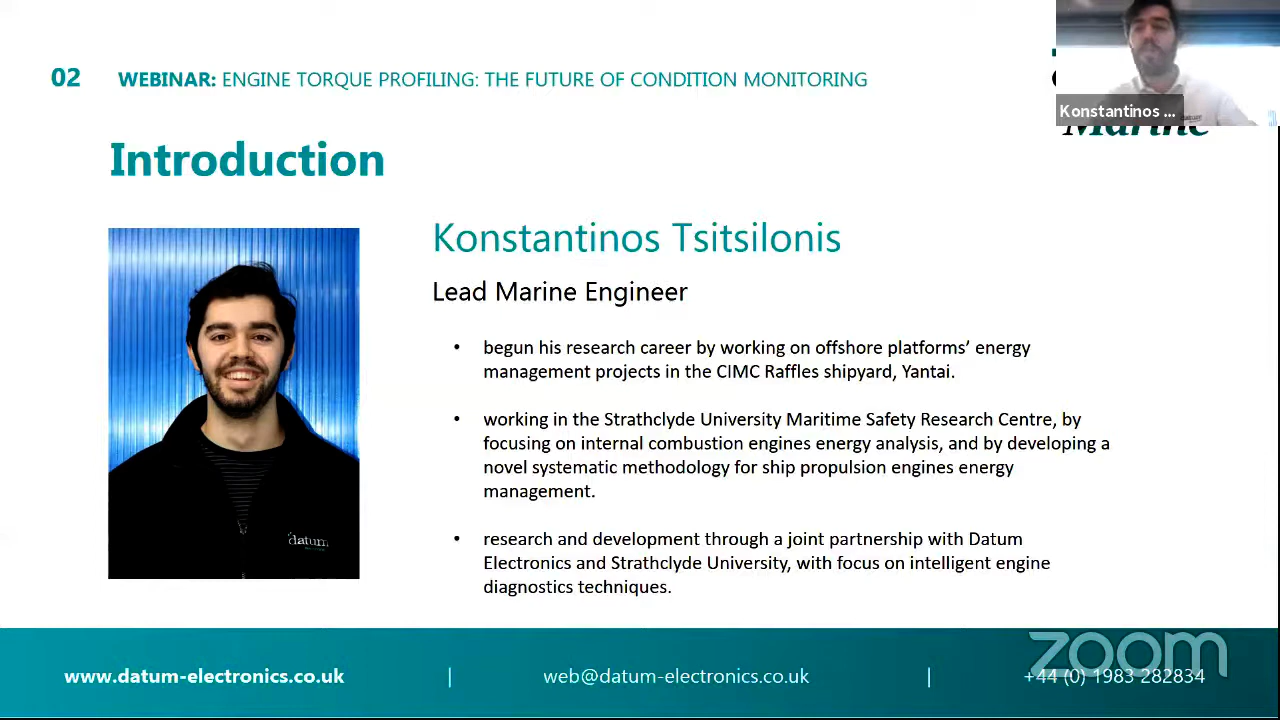 02 WEBINAR: ENGINE TORQUE PROFILING: THE FUTURE OF CONDITION MONITORING
Konstantinos ...
Marine
Introduction
Konstantinos Tsitsilonis
Lead Marine Engineer
• begun his research career by working on offshore platforms’ energy
management projects in the CIMC Raffles shipyard, Yantai.
• working in the Strathclyde University Maritime Safety Research Centre, by
focusing on internal combustion engines energy analysis, and by developing a
novel systematic methodology for ship propulsion engines energy
management.
• research and development through a joint partnership with Datum
Electronics and Strathclyde University, with focus on intelligent engine
diagnostics techniques.
datum
zoom
www.datum-electronics.co.uk | web@datum-electronics.co.uk | +44 (0) 1983 282834